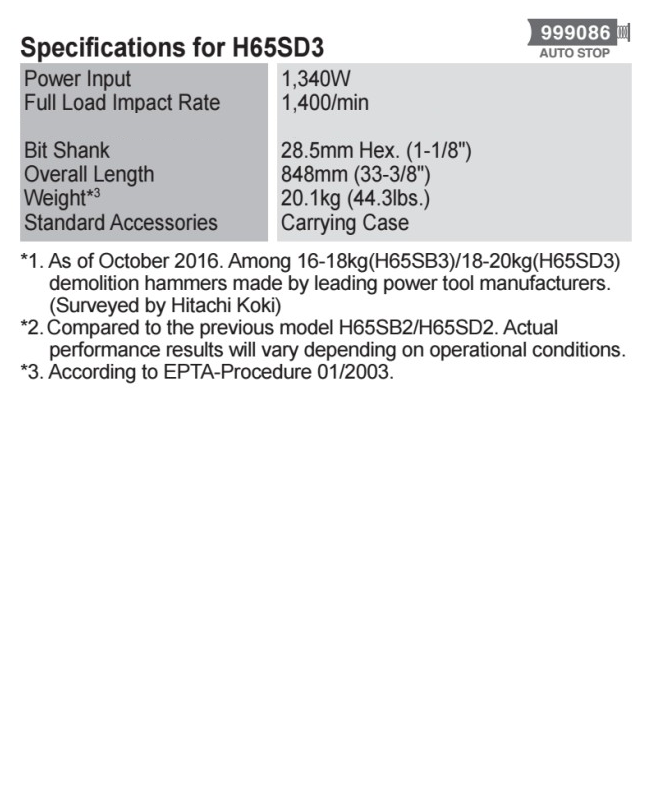 Specifications for H65SD3
999086
AUTO STOP
Power Input 1,340W
Full Load Impact Rate 1,400/min
Bit Shank 28.5mm Hex. (1-1/8")
Overall Length 848mm (33-3/8")
Weight*3 20.1kg (44.3lbs.)
Standard Accessories Carrying Case
*1. As of October 2016. Among 16-18kg(H65SB3)/18-20kg(H65SD3)
demolition hammers made by leading power tool manufacturers.
(Surveyed by Hitachi Koki)
*2. Compared to the previous model H65SB2/H65SD2. Actual
performance results will vary depending on operational conditions.
*3. According to EPTA-Procedure 01/2003.